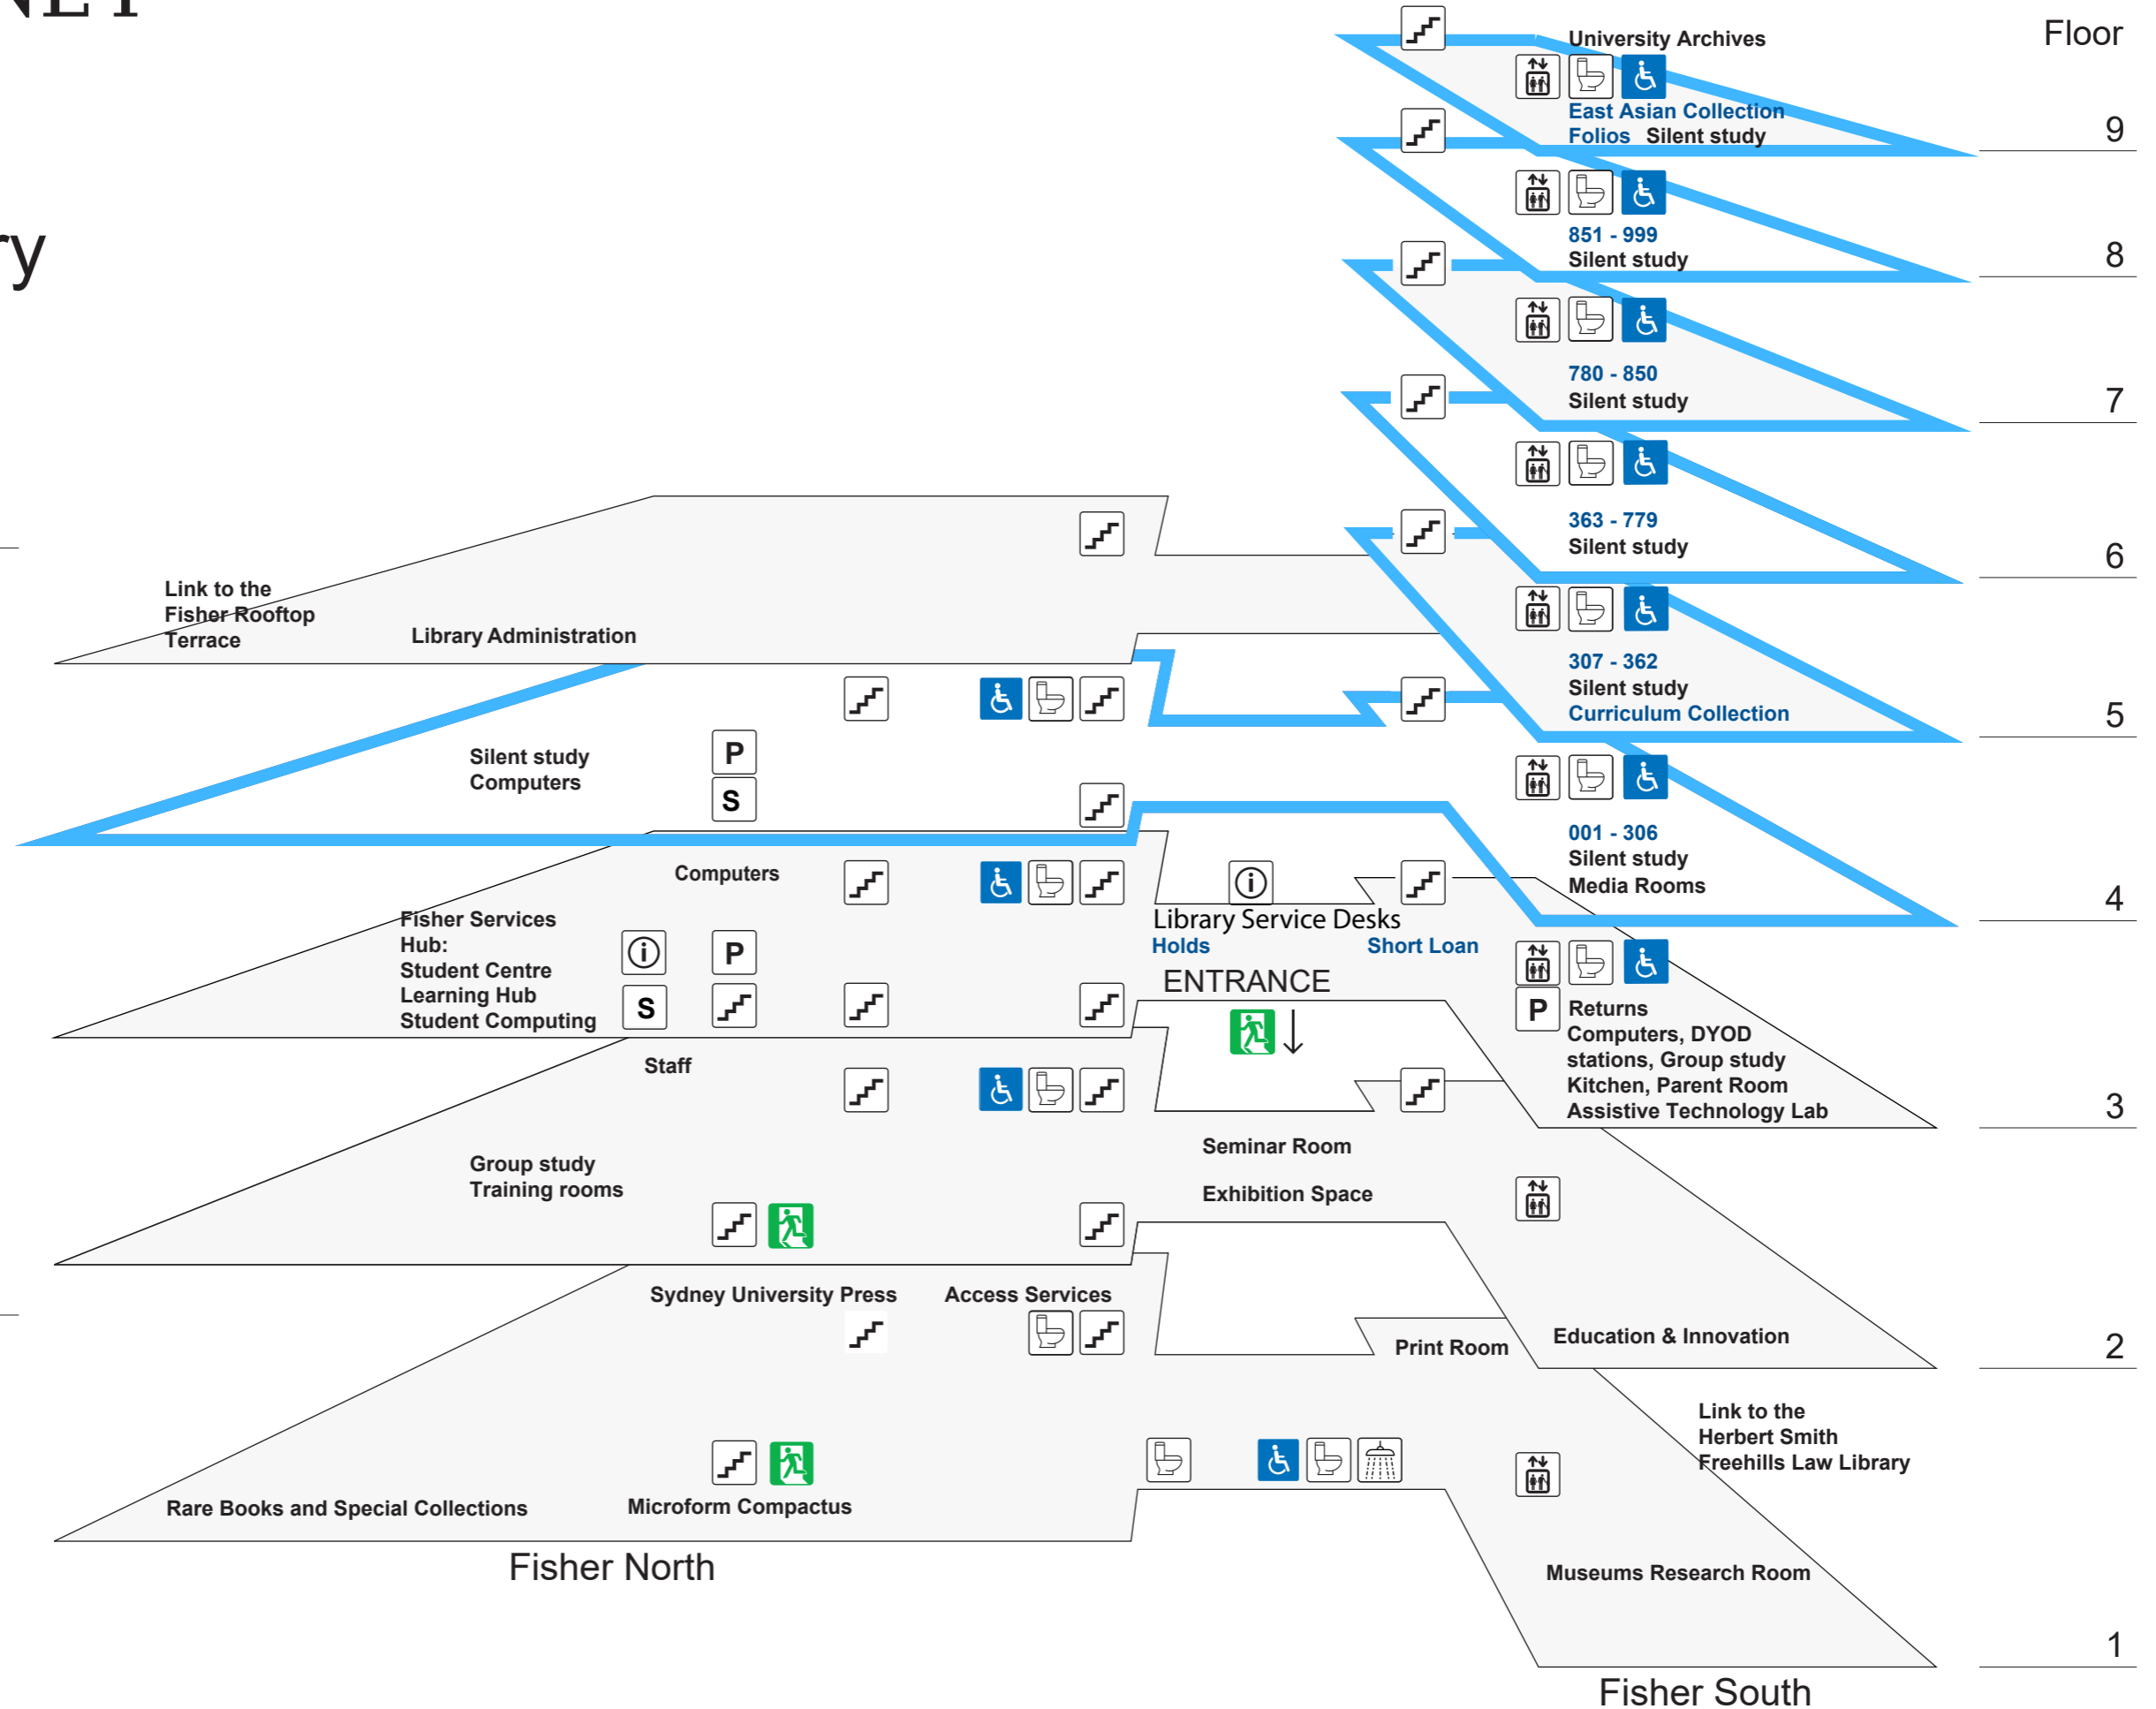 Floor
University Archives
East Asian Collection
Folios Silent study
9
851 - 999
Silent study
8
780 - 850
Silent study
7
363 - 779
Silent study
6
Link to the
Fisher Rooftop
Terrace
Library Administration
307 - 362
Silent study
Curriculum Collection
5
Silent study
Computers
P
S
001 - 306
Silent study
Media Rooms
4
Computers
Fisher Services
Hub:
Student Centre
Learning Hub
Student Computing
i
P
S
i
Library Service Desks
Holds
Short Loan
ENTRANCE
P
Returns
Computers, DYOD
stations, Group study
Kitchen, Parent Room
Assistive Technology Lab
3
Staff
Group study
Training rooms
Seminar Room
Exhibition Space
Education & Innovation
2
Sydney University Press
Access Services
Print Room
Link to the
Herbert Smith
Freehills Law Library
Rare Books and Special Collections
Microform Compactus
Museums Research Room
1
Fisher North
Fisher South